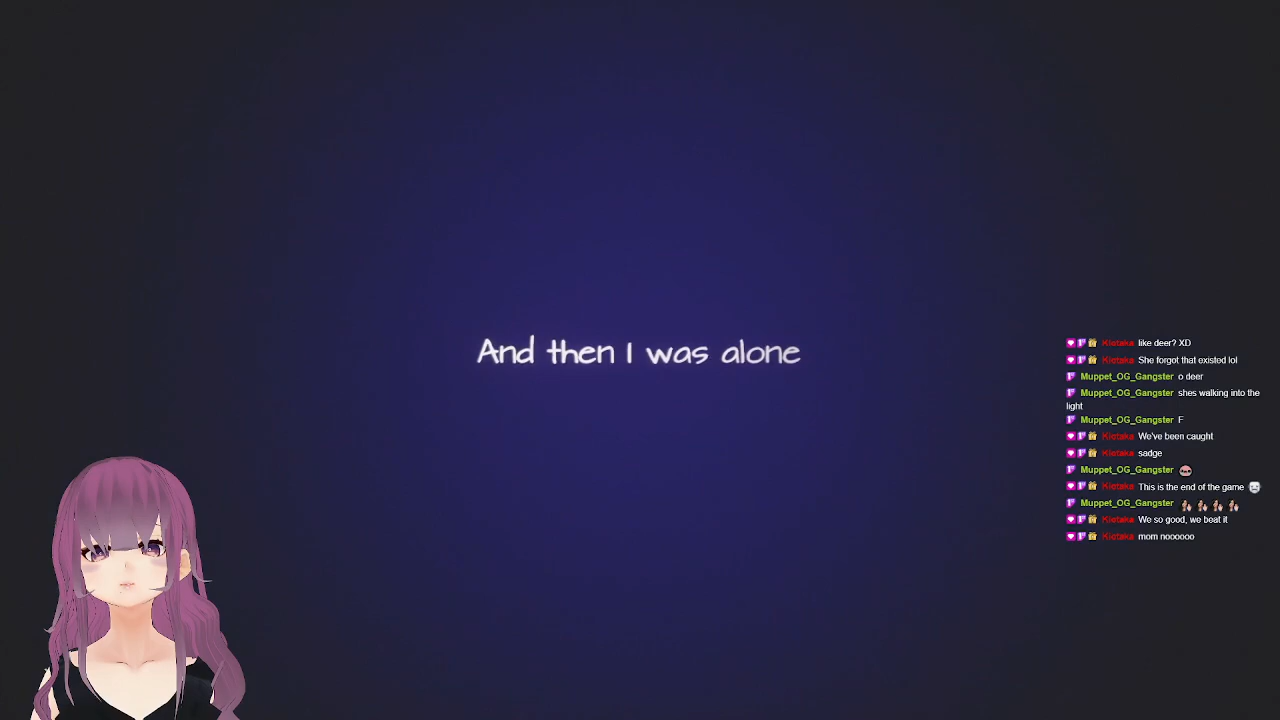 And then I was alone
Kiotaka like deer? XD
Kiotaka She forgot that existed lol
Muppet_OG_Gangster o deer
Muppet_OG_Gangster shes walking into the
light
Muppet_OG_Gangster F
Kiotaka We've been caught
Kiotaka sadge
Muppet_OG_Gangster
Kiotaka This is the end of the game
Muppet_OG_Gangster
Kiotaka We so good, we beat it
Kiotaka mom noooooo